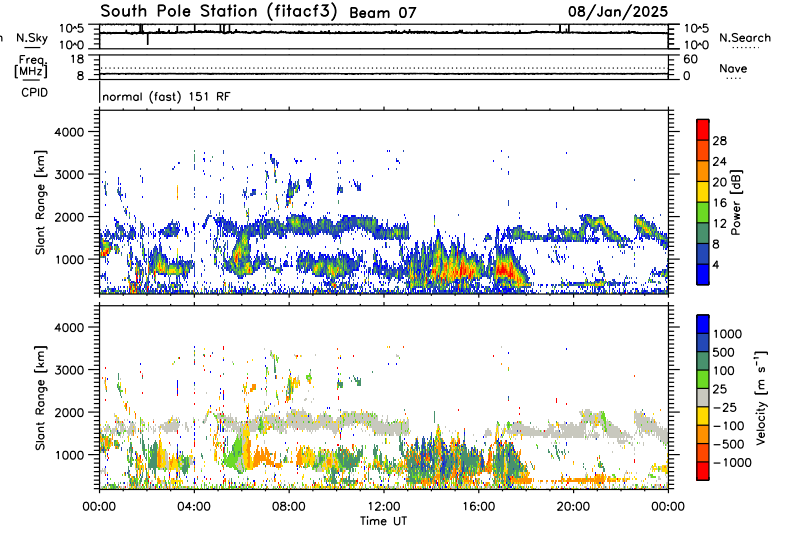 South Pole Station (fitacf3) Beam 07 08/Jan/2025
N.Sky 10^5 10^0 10^5 10^0 N.Search
Freq. [MHz] 18 8 60 0 Nave
CPID normal (fast) 151 RF
Slant Range [km]
4000
3000
2000
1000
Power [dB]
28
24
20
16
12
8
4
Slant Range [km]
4000
3000
2000
1000
Velocity [m s⁻¹]
1000
500
100
25
-25
-100
-500
-1000
00:00 04:00 08:00 12:00 16:00 20:00 00:00
Time UT